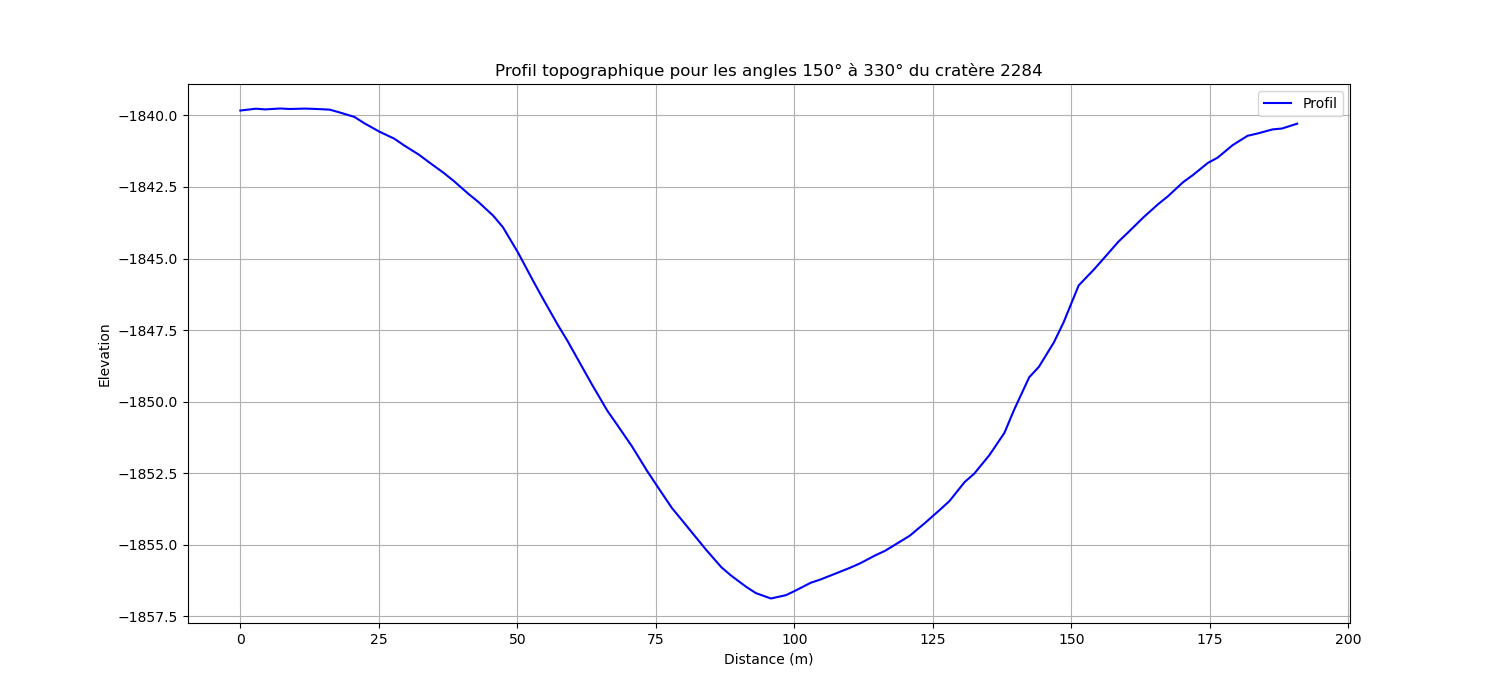 Profil topographique pour les angles 150° à 330° du cratère 2284
Profil
−1840.0
−1842.5
−1845.0
−1847.5
−1850.0
−1852.5
−1855.0
−1857.5
Elevation
0 25 50 75 100 125 150 175 200
Distance (m)